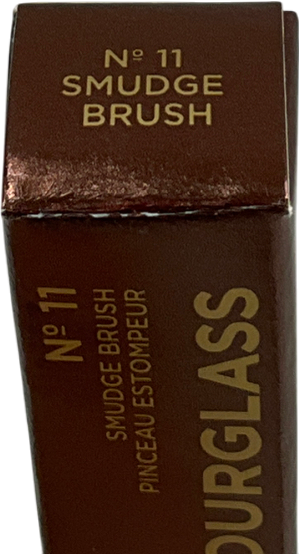 Nº 11
SMUDGE
BRUSH
Nº 11
SMUDGE BRUSH
PINCEAU ESTOMPEUR
OURGLASS